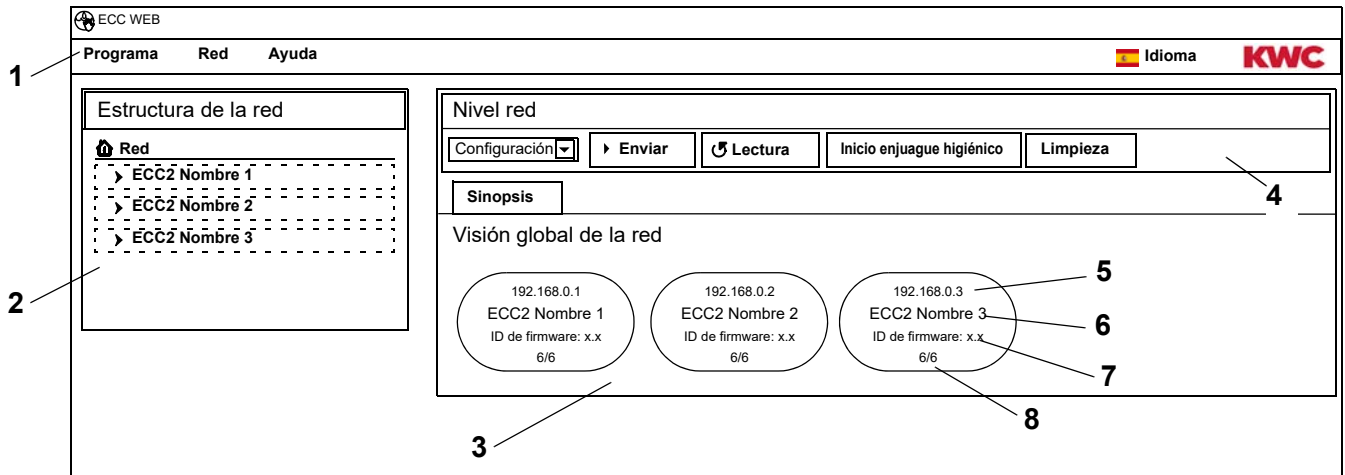 ECC WEB
Programa Red Ayuda Idioma KWC
1
Estructura de la red
Red
ECC2 Nombre 1
ECC2 Nombre 2
ECC2 Nombre 3
2
Nivel red
Configuración Enviar Lectura Inicio enjuague higiénico Limpieza
4
Sinopsis
Visión global de la red
192.168.0.1
ECC2 Nombre 1
ID de firmware: x.x
6/6
192.168.0.2
ECC2 Nombre 2
ID de firmware: x.x
6/6
192.168.0.3
ECC2 Nombre 3
ID de firmware: x.x
6/6
5
6
7
8
3